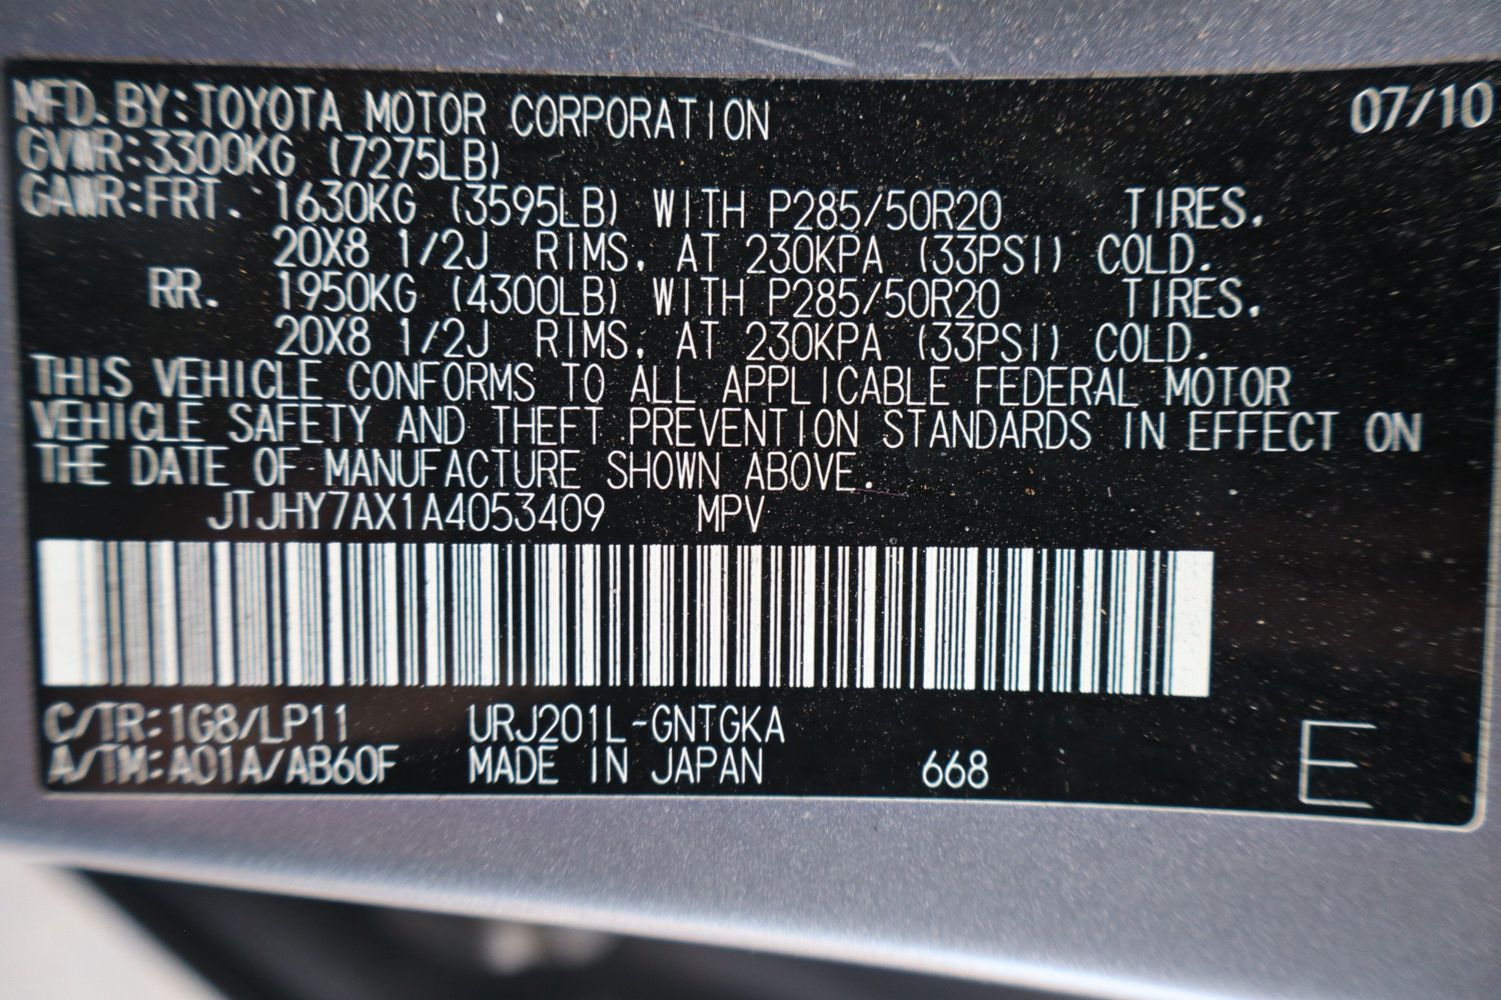 MFD. BY: TOYOTA MOTOR CORPORATION 07/10
GVWR: 3300KG (7275LB)
GAWR: FRT. 1630KG (3595LB) WITH P285/50R20 TIRES,
20X8 1/2J RIMS, AT 230KPA (33PSI) COLD.
RR. 1950KG (4300LB) WITH P285/50R20 TIRES,
20X8 1/2J RIMS, AT 230KPA (33PSI) COLD.
THIS VEHICLE CONFORMS TO ALL APPLICABLE FEDERAL MOTOR
VEHICLE SAFETY AND THEFT PREVENTION STANDARDS IN EFFECT ON
THE DATE OF MANUFACTURE SHOWN ABOVE.
JTJHY7AX1A4053409 MPV
C/TR: 1G8/LP11 URJ201L-GNTGKA
A/TM: A01A/AB60F MADE IN JAPAN 668 E